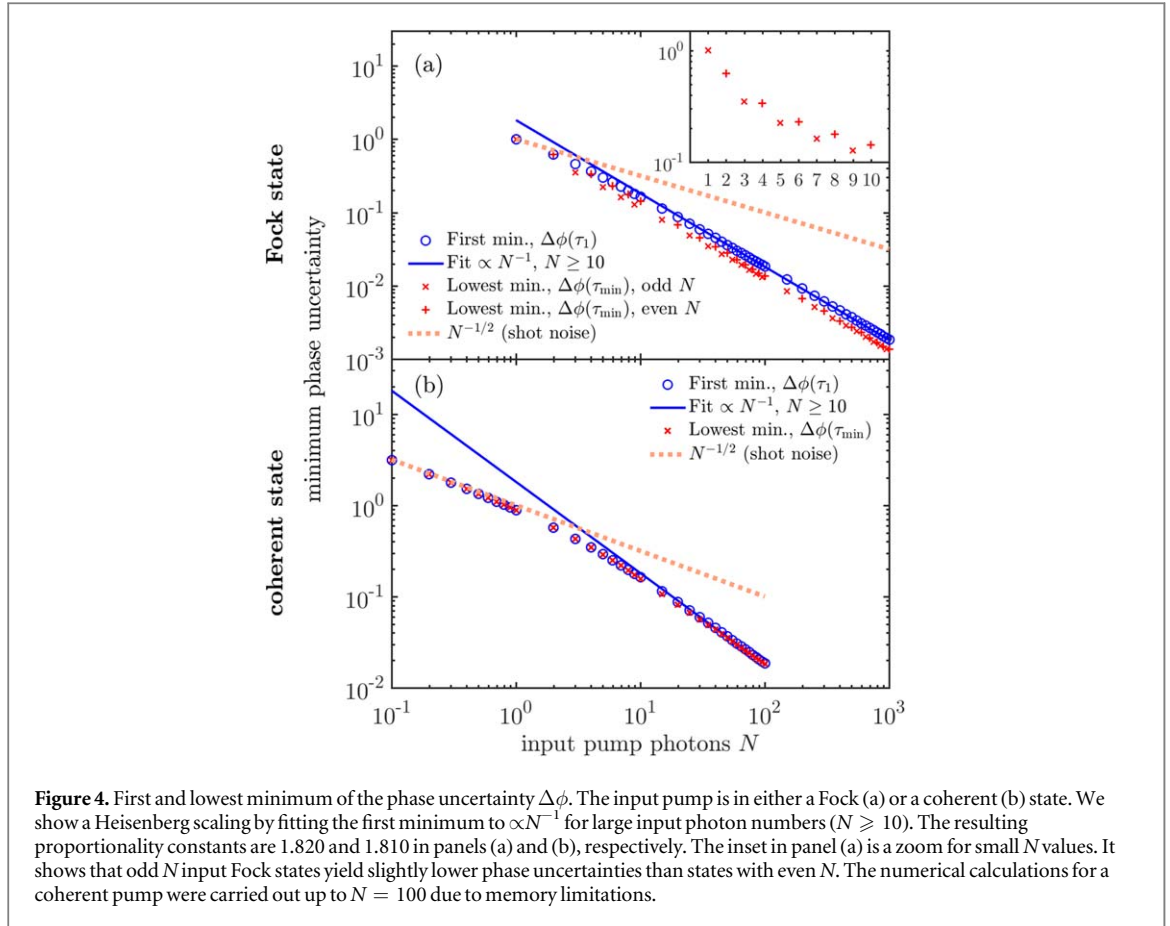 (a)
10^1
10^0
10^-1
10^-2
10^-3
10^0
10^-1
1 2 3 4 5 6 7 8 9 10
First min., Δϕ(τ_1)
Fit ∝ N^-1, N ≥ 10
Lowest min., Δϕ(τ_min), odd N
Lowest min., Δϕ(τ_min), even N
N^-1/2 (shot noise)
Fock state
minimum phase uncertainty
coherent state
(b)
10^1
10^0
10^-1
10^-2
First min., Δϕ(τ_1)
Fit ∝ N^-1, N ≥ 10
Lowest min., Δϕ(τ_min)
N^-1/2 (shot noise)
10^-1 10^0 10^1 10^2 10^3
input pump photons N
Figure 4. First and lowest minimum of the phase uncertainty Δϕ. The input pump is in either a Fock (a) or a coherent (b) state. We
show a Heisenberg scaling by fitting the first minimum to ∝N^-1 for large input photon numbers (N ⩾ 10). The resulting
proportionality constants are 1.820 and 1.810 in panels (a) and (b), respectively. The inset in panel (a) is a zoom for small N values. It
shows that odd N input Fock states yield slightly lower phase uncertainties than states with even N. The numerical calculations for a
coherent pump were carried out up to N = 100 due to memory limitations.